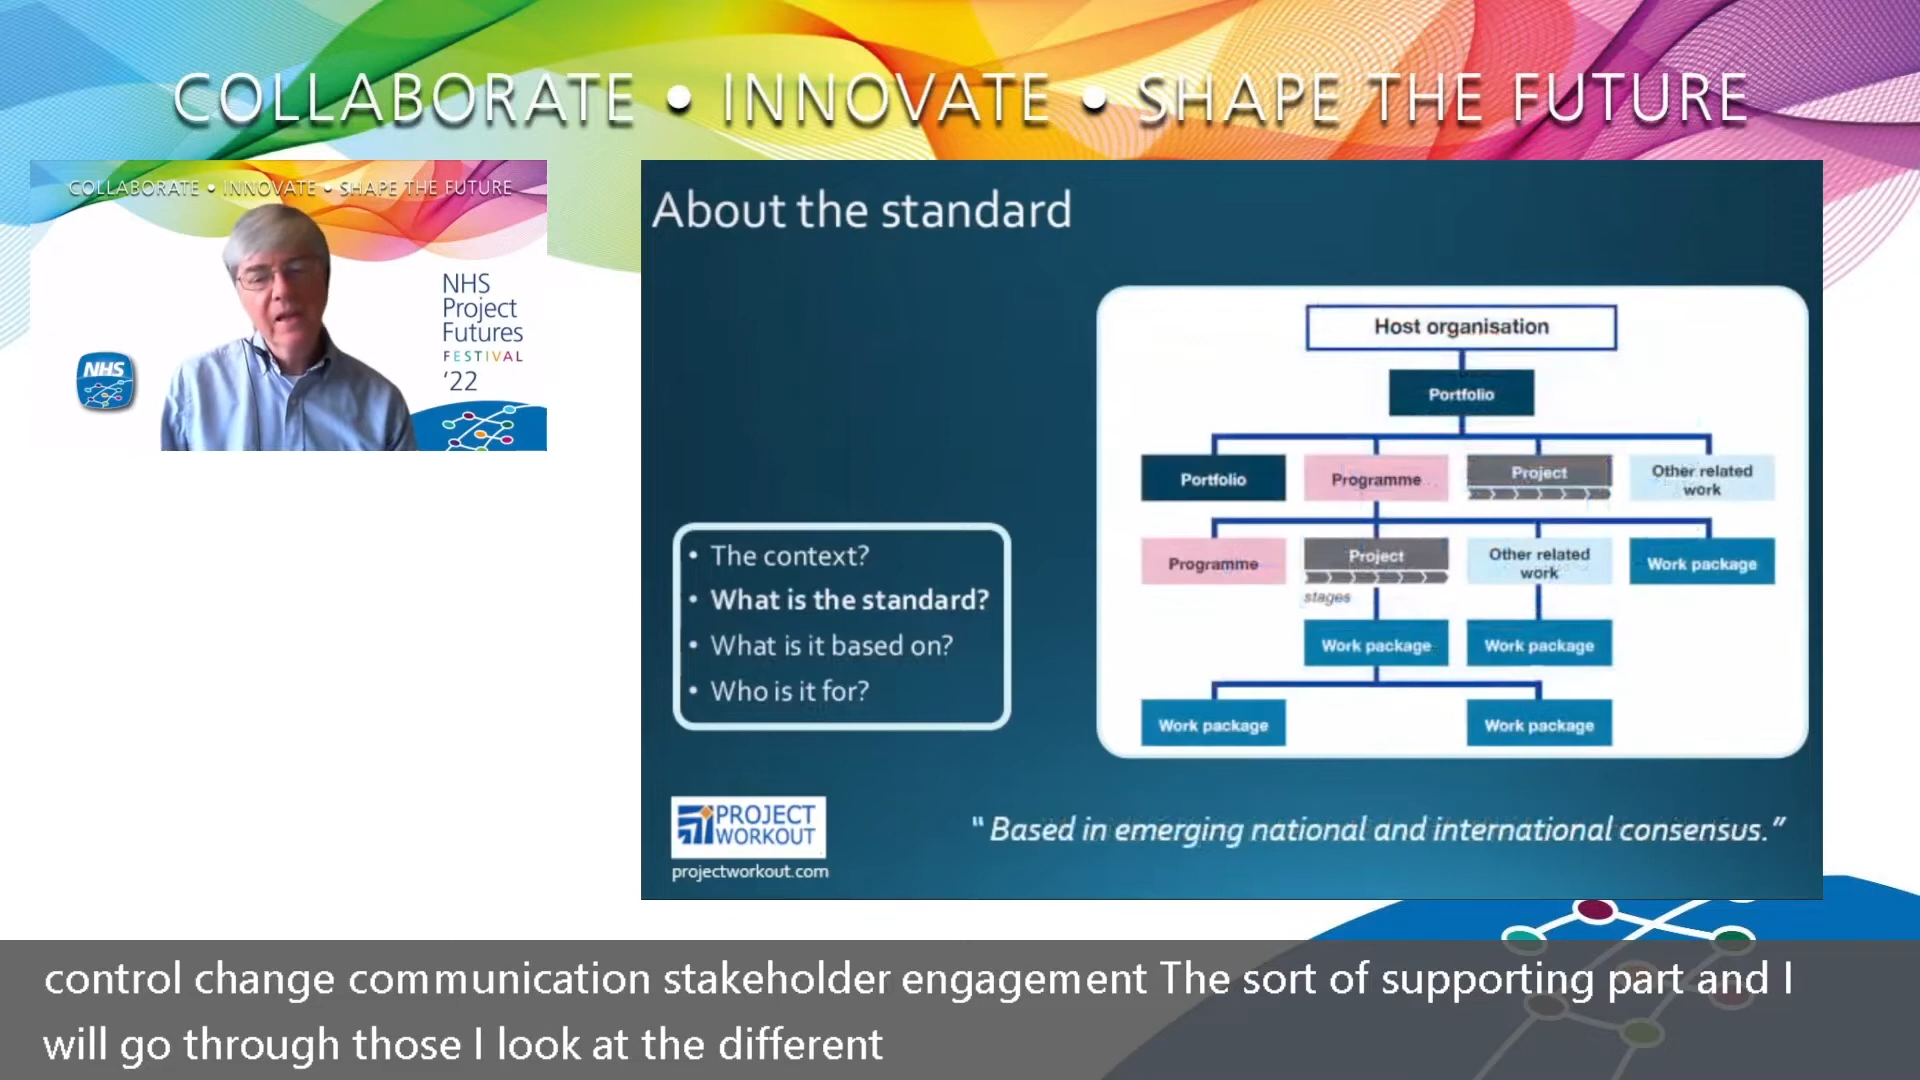 COLLABORATE • INNOVATE • SHAPE THE FUTURE
COLLABORATE • INNOVATE • SHAPE THE FUTURE
NHS
Project
Futures
FESTIVAL
'22
NHS
About the standard
• The context?
• What is the standard?
• What is it based on?
• Who is it for?
Host organisation
Portfolio
Portfolio
Programme
Project
Other related
work
Programme
Project
stages
Other related
work
Work package
Work package
Work package
Work package
Work package
PROJECT
WORKOUT
projectworkout.com
“ Based in emerging national and international consensus.”
control change communication stakeholder engagement The sort of supporting part and I
will go through those I look at the different